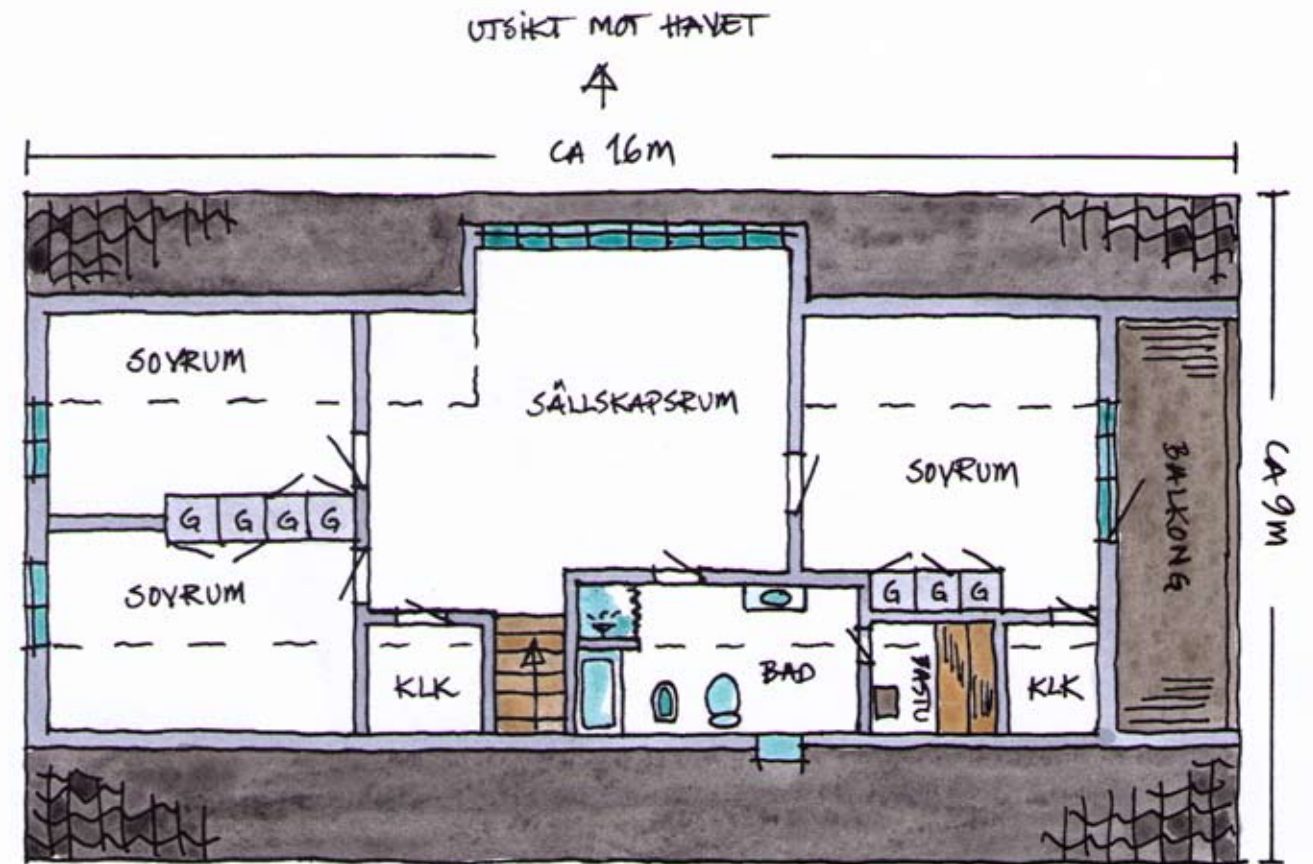 UTSIKT MOT HAVET
CA 16M
SOVRUM
SÄLLSKAPSRUM
SOVRUM
BALKONG
CA 9M
G G G G
SOVRUM
G G G
KLK
BAD
BASTU
KLK